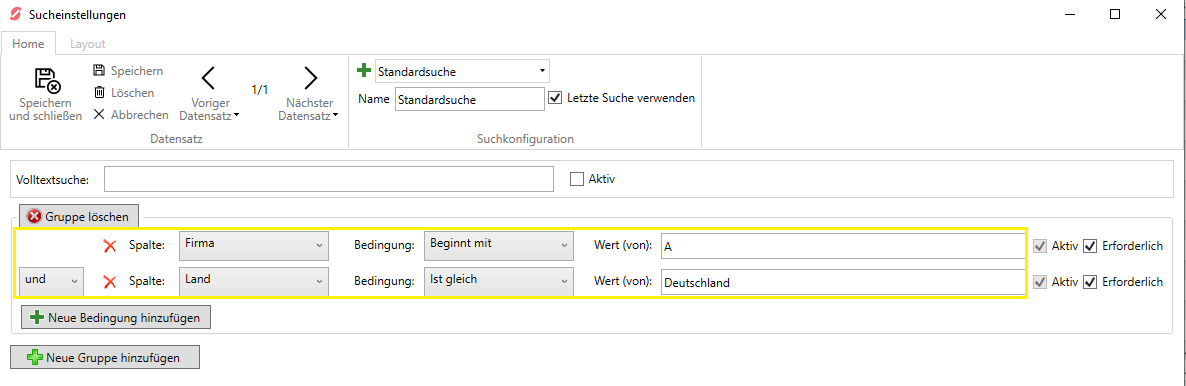 Sucheinstellungen
Home Layout
Speichern und schließen
Speichern
Löschen
Abbrechen
Voriger Datensatz
1/1
Nächster Datensatz
Datensatz
Standardsuche
Name Standardsuche Letzte Suche verwenden
Suchkonfiguration
Volltextsuche: Aktiv
Gruppe löschen
Spalte: Firma Bedingung: Beginnt mit Wert (von): A Aktiv Erforderlich
und Spalte: Land Bedingung: Ist gleich Wert (von): Deutschland Aktiv Erforderlich
Neue Bedingung hinzufügen
Neue Gruppe hinzufügen